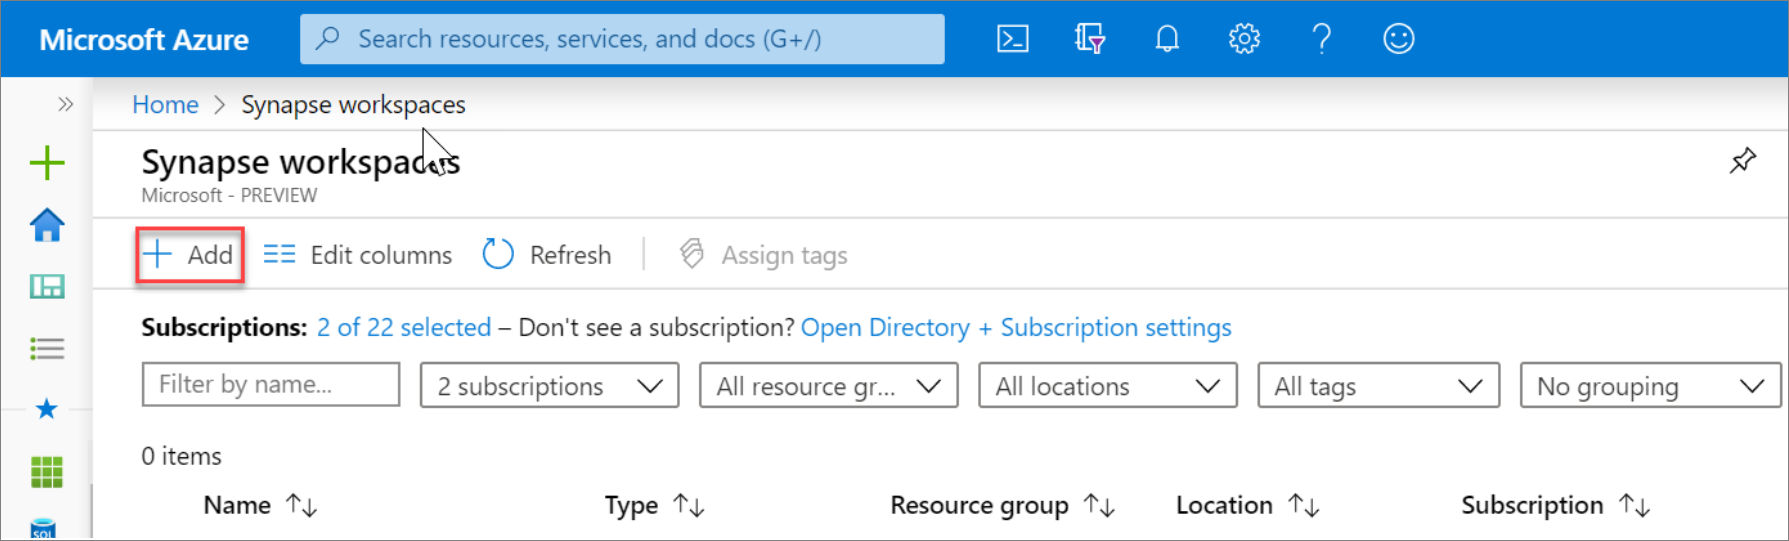 Microsoft Azure Search resources, services, and docs (G+/)
Home > Synapse workspaces
Synapse workspaces
Microsoft - PREVIEW
Add Edit columns Refresh Assign tags
Subscriptions: 2 of 22 selected – Don't see a subscription? Open Directory + Subscription settings
Filter by name... 2 subscriptions All resource gr... All locations All tags No grouping
0 items
Name Type Resource group Location Subscription
SQL